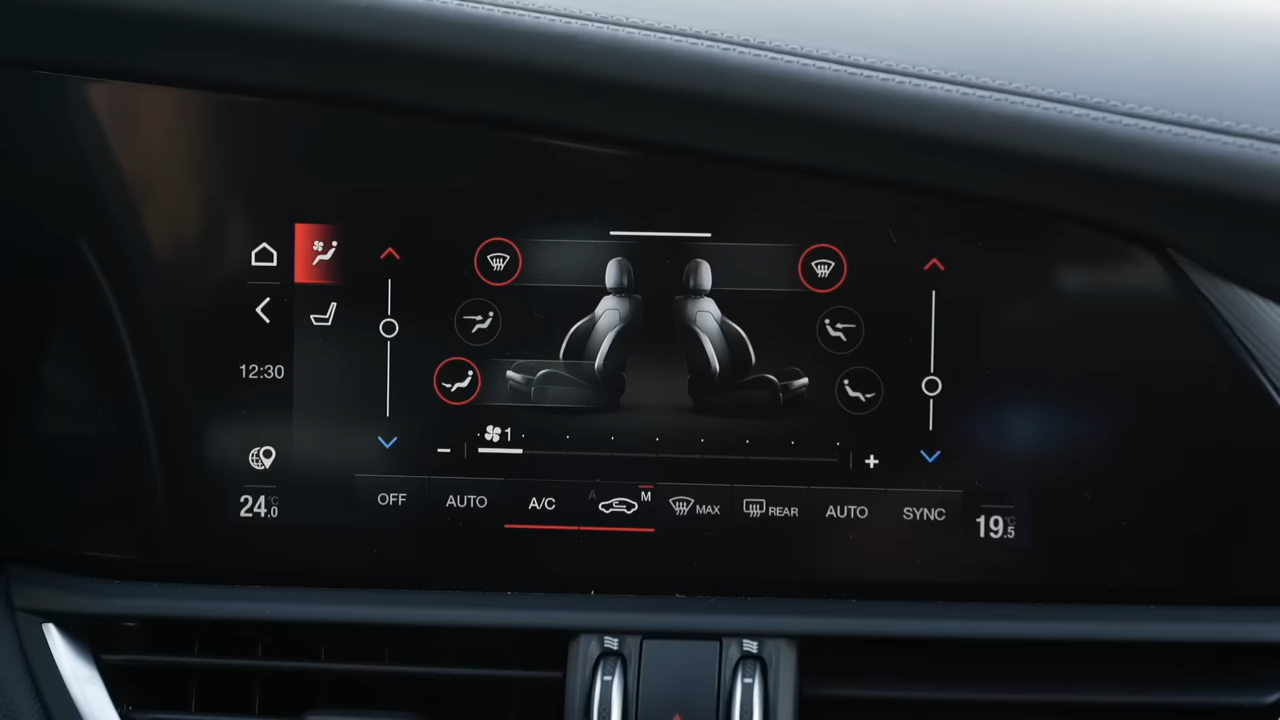 12:30
1
OFF
AUTO
A/C
A
M
MAX
REAR
AUTO
SYNC
24.0 °C
19.5 °C